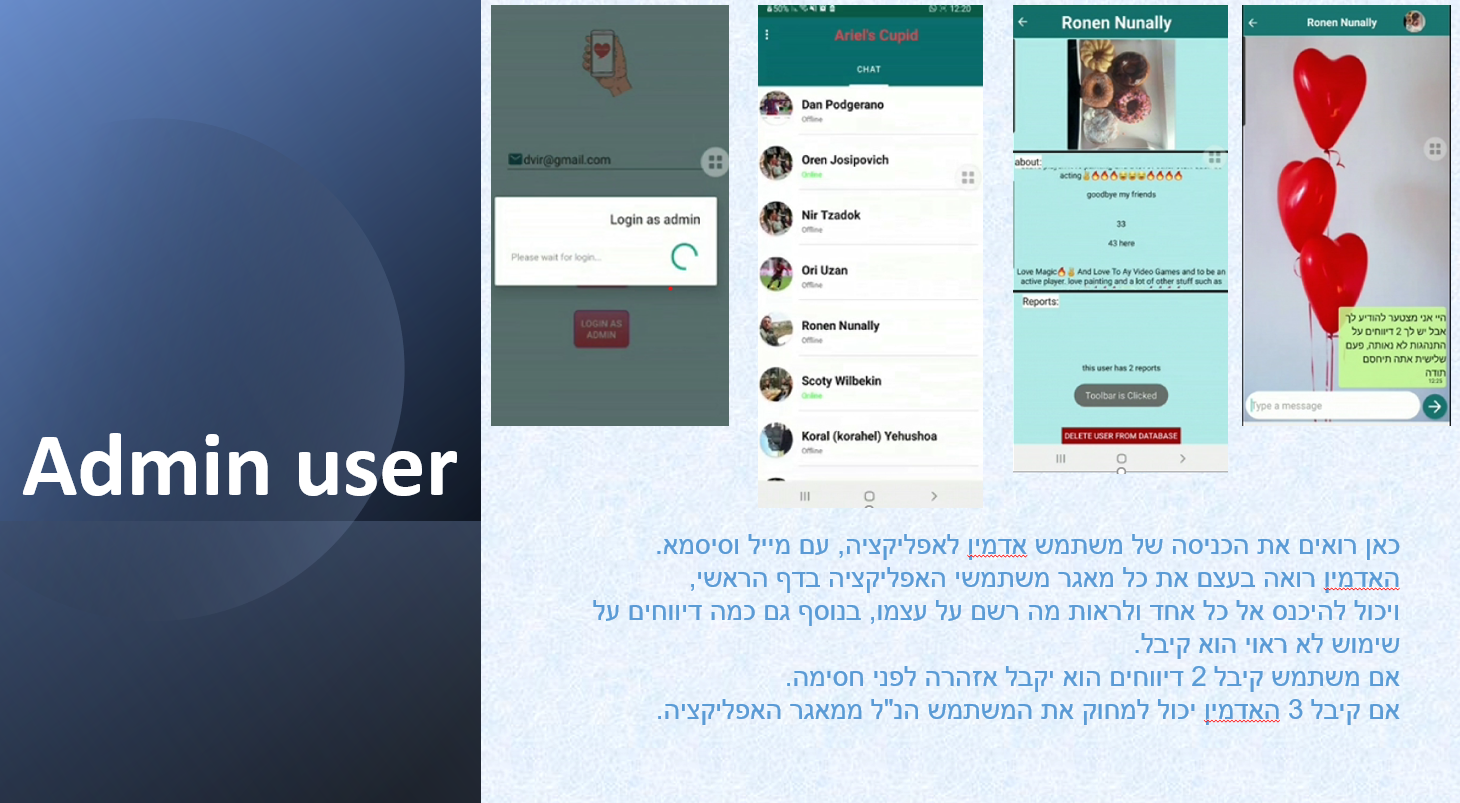 Admin user
dvir@gmail.com
Login as admin
Please wait for login...
LOGIN AS
ADMIN
50%
12:20
Ariel's Cupid
CHAT
Dan Podgerano
Offline
Oren Josipovich
Online
Nir Tzadok
Offline
Ori Uzan
Offline
Ronen Nunally
Offline
Scoty Wilbekin
Online
Koral (korahel) Yehushoa
Offline
Ronen Nunally
about:
acting✌🔥🔥🔥😂😂😂🔥🔥🔥🔥
goodbye my friends
33
43 here
Love Magic🔥✌ And Love To Ay Video Games and to be an
active player, love painting and a lot of other stuff such as
Reports:
this user has 2 reports
Toolbar is Clicked
DELETE USER FROM DATABASE
Ronen Nunally
היי אני מצטער להודיע לך
אבל יש לך 2 דיווחים על
התנהגות לא נאותה, פעם
שלישית אתה תיחסם
תודה
12:25
Type a message
כאן רואים את הכניסה של משתמש אדמין לאפליקציה, עם מייל וסיסמא.
האדמין רואה בעצם את כל מאגר משתמשי האפליקציה בדף הראשי,
ויכול להיכנס אל כל אחד ולראות מה רשם על עצמו, בנוסף גם כמה דיווחים על
שימוש לא ראוי הוא קיבל.
אם משתמש קיבל 2 דיווחים הוא יקבל אזהרה לפני חסימה.
אם קיבל 3 האדמין יכול למחוק את המשתמש הנ"ל ממאגר האפליקציה.